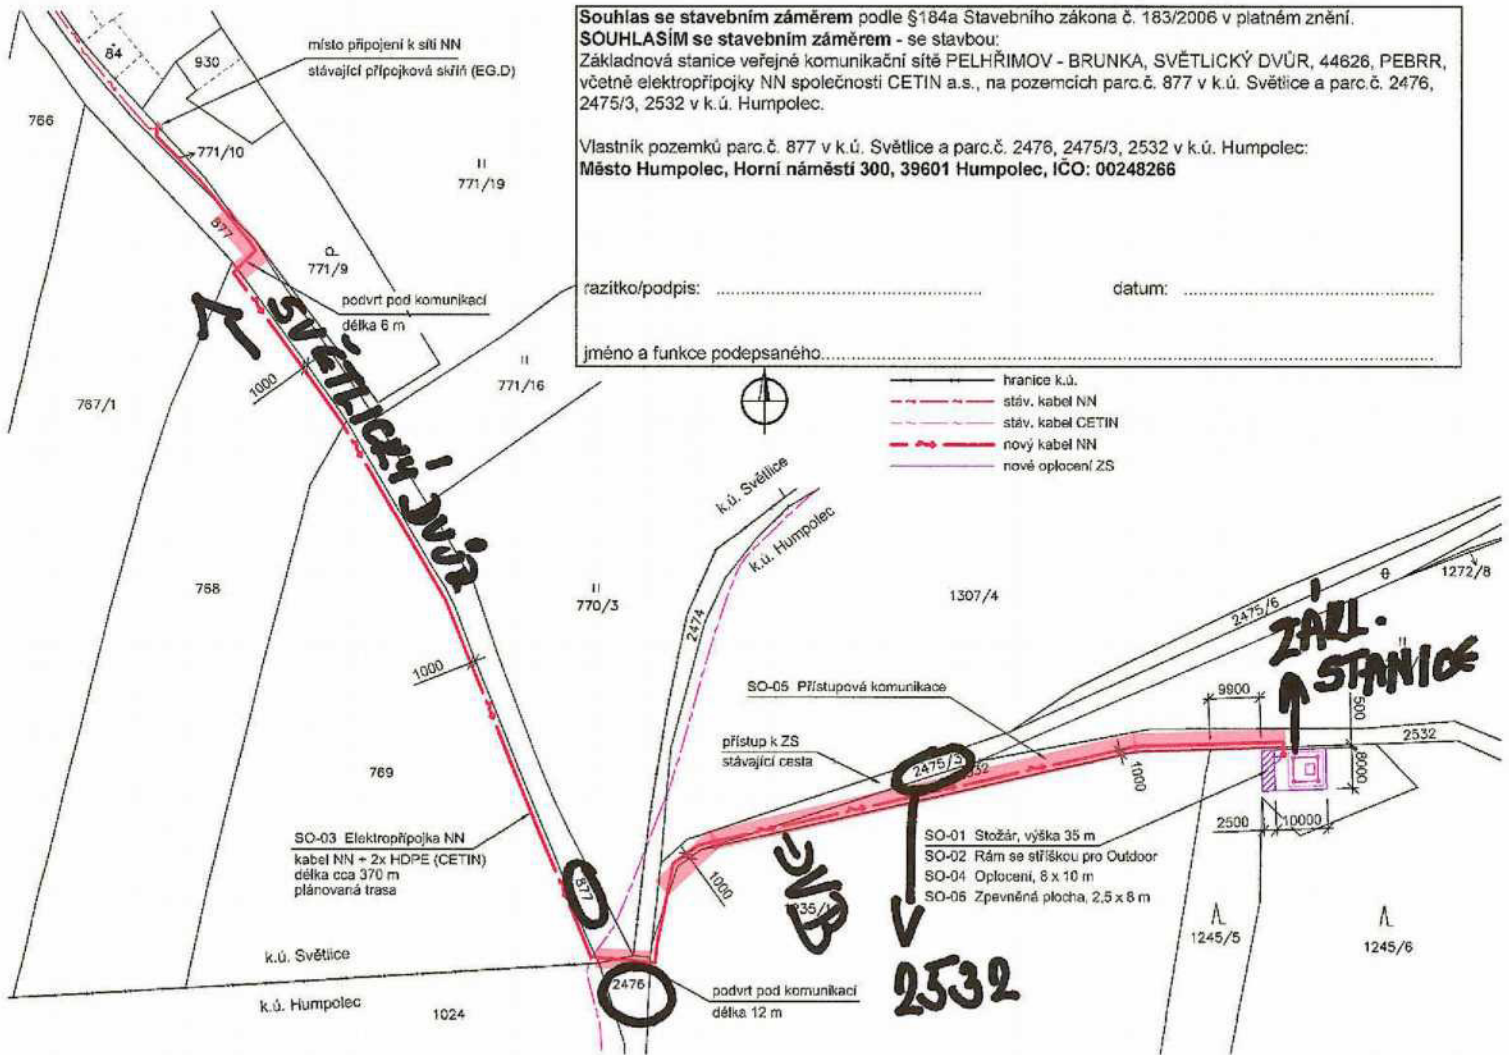 Souhlas se stavebním záměrem podle §184a Stavebního zákona č. 183/2006 v platném znění.
SOUHLASÍM se stavebním záměrem - se stavbou:
Základnová stanice veřejné komunikační sítě PELHŘIMOV - BRUNKA, SVĚTLICKÝ DVŮR, 44626, PEBRR,
včetně elektropřípojky NN společnosti CETIN a.s., na pozemcích parc.č. 877 v k.ú. Světlice a parc.č. 2476,
2475/3, 2532 v k.ú. Humpolec.
Vlastník pozemků parc.č. 877 v k.ú. Světlice a parc.č. 2476, 2475/3, 2532 v k.ú. Humpolec:
Město Humpolec, Horní náměstí 300, 39601 Humpolec, IČO: 00248266
razítko/podpis: ........................ datum: ........................
jméno a funkce podepsaného........................
místo připojení k síti NN
stávající přípojková skříň (EG.D)
84
930
766
771/10
II
771/19
877
P
771/9
podvrt pod komunikací
délka 6 m
SVĚTLICKÝ DVŮR
1000
II
771/16
767/1
hranice k.ú.
stáv. kabel NN
stáv. kabel CETIN
nový kabel NN
nové oplocení ZS
k.ú. Světlice
k.ú. Humpolec
768
II
770/3
2474
1307/4
2475/6
1272/8
ZÁKL.
STANICE
1000
SO-05 Přístupová komunikace
9900
500
2532
přístup k ZS
stávající cesta
2475/3
1000
8000
769
2500
10000
SO-03 Elektropřípojka NN
kabel NN + 2x HDPE (CETIN)
délka cca 370 m
plánovaná trasa
SO-01 Stožár, výška 35 m
SO-02 Rám se stříškou pro Outdoor
SO-04 Oplocení, 8 x 10 m
SO-06 Zpevněná plocha, 2,5 x 8 m
877
1000
1245/5
1245/6
k.ú. Světlice
k.ú. Humpolec
2476
podvrt pod komunikací
délka 12 m
2532
1024